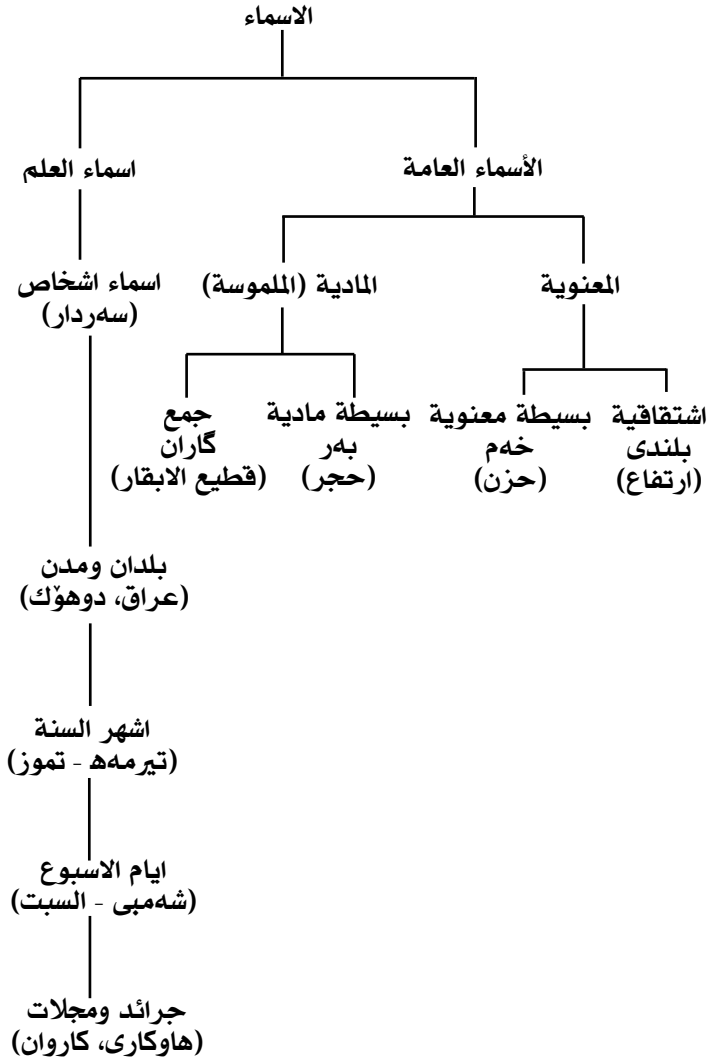 الاسماء
الأسماء العامة
اسماء العلم
المعنوية
المادية (الملموسة)
اسماء اشخاص
(سەردار)
اشتقاقية
بلندى
(ارتفاع)
بسيطة معنوية
خەم
(حزن)
بسيطة مادية
بەر
(حجر)
جمع
گاران
(قطيع الابقار)
بلدان ومدن
(عراق، دوهۆك)
اشهر السنة
(تيرمەھ - تموز)
ايام الاسبوع
(شەمبى - السبت)
جرائد ومجلات
(هاوكارى، كاروان)